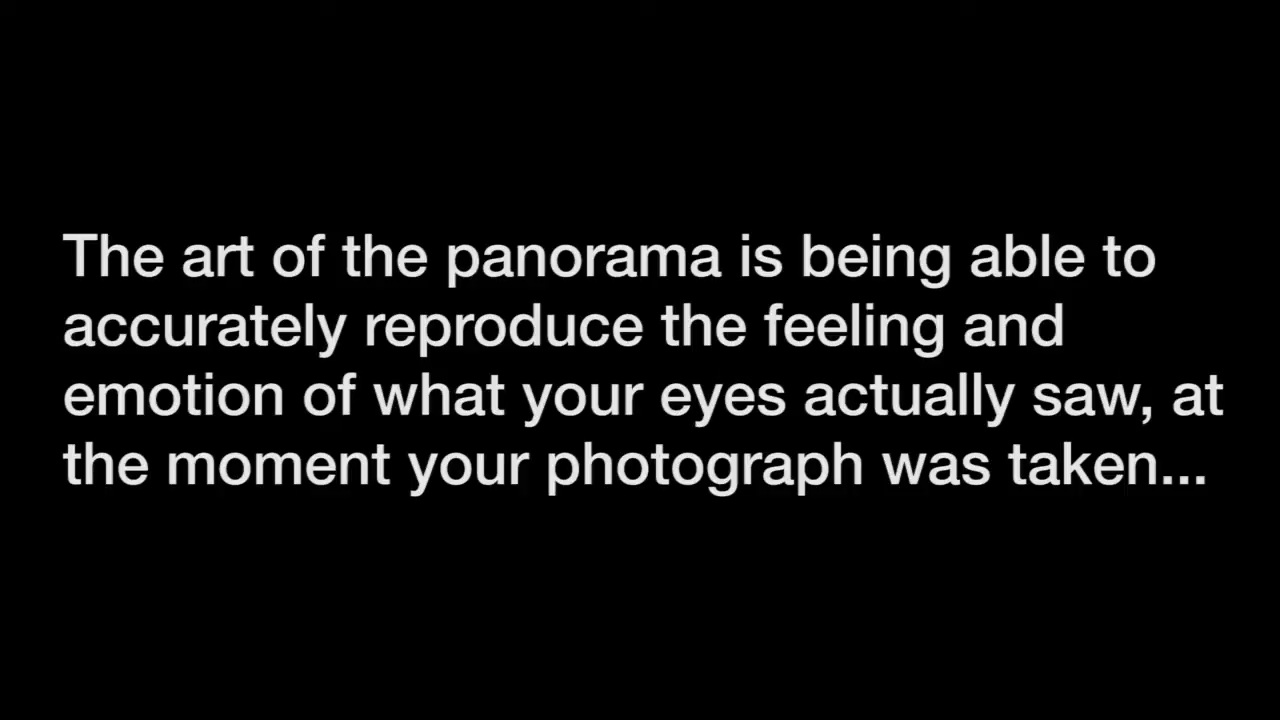 The art of the panorama is being able to
accurately reproduce the feeling and
emotion of what your eyes actually saw, at
the moment your photograph was taken...